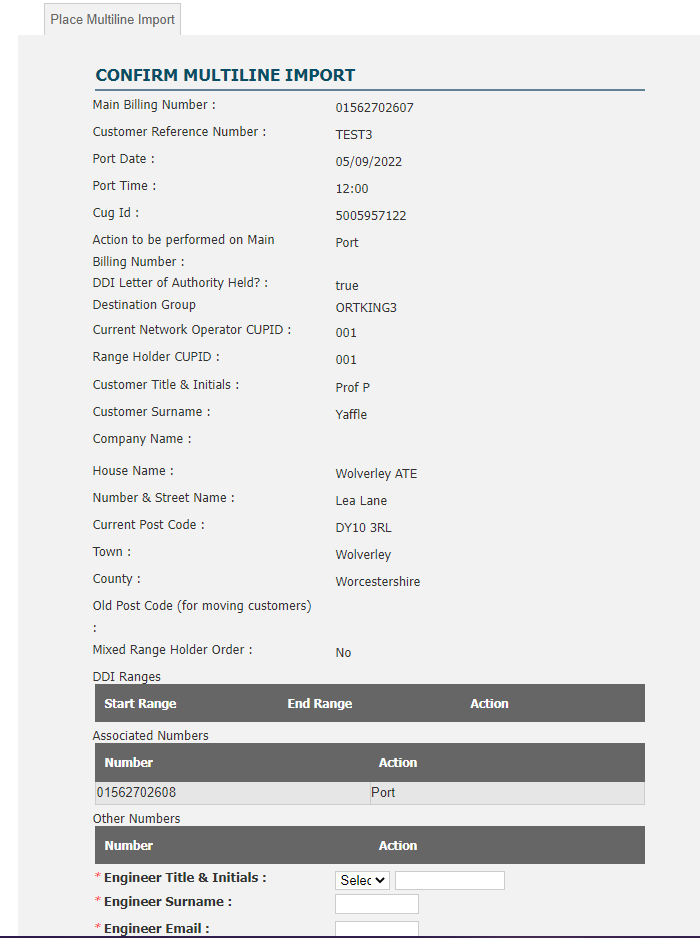 Place Multiline Import
CONFIRM MULTILINE IMPORT
Main Billing Number : 01562702607
Customer Reference Number : TEST3
Port Date : 05/09/2022
Port Time : 12:00
Cug Id : 5005957122
Action to be performed on Main Port
Billing Number :
DDI Letter of Authority Held? : true
Destination Group ORTKING3
Current Network Operator CUPID : 001
Range Holder CUPID : 001
Customer Title & Initials : Prof P
Customer Surname : Yaffle
Company Name :
House Name : Wolverley ATE
Number & Street Name : Lea Lane
Current Post Code : DY10 3RL
Town : Wolverley
County : Worcestershire
Old Post Code (for moving customers)
:
Mixed Range Holder Order : No
DDI Ranges
Start Range End Range Action
Associated Numbers
Number Action
01562702608 Port
Other Numbers
Number Action
* Engineer Title & Initials : Selec
* Engineer Surname :
* Engineer Email :